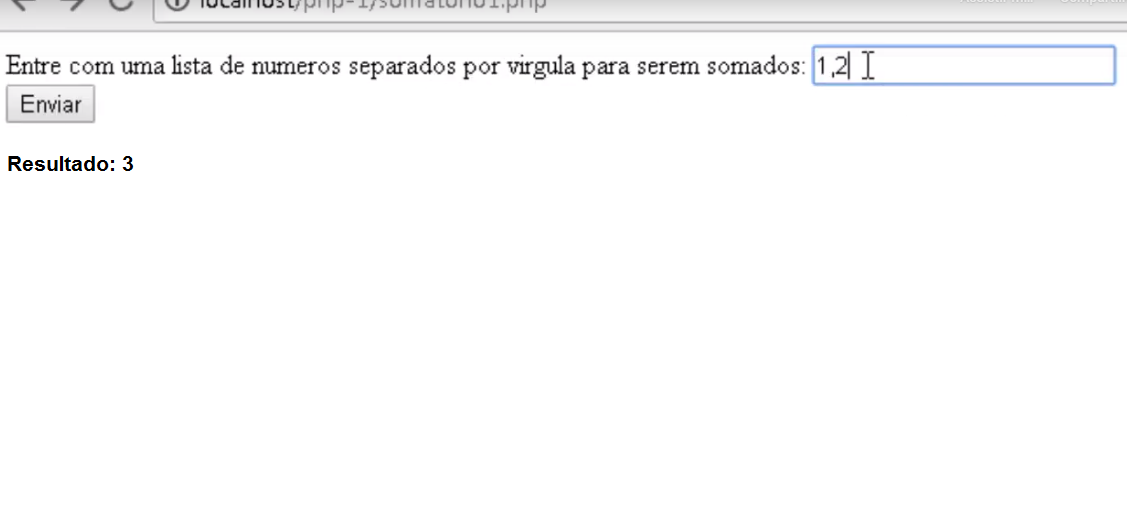 localhost/php-1/somatorio1.php
Entre com uma lista de numeros separados por virgula para serem somados: 1,2
Enviar
Resultado: 3